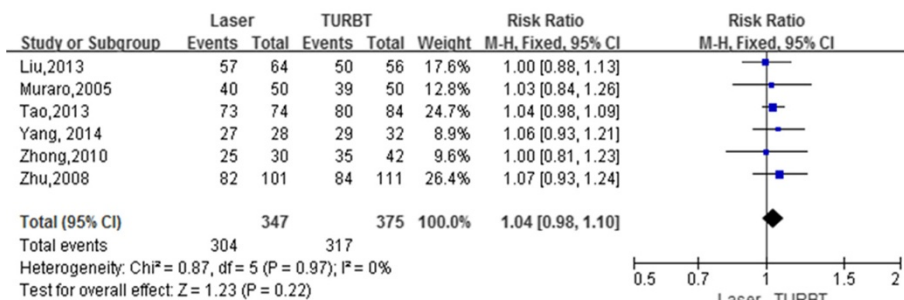 Laser TURBT Risk Ratio Risk Ratio
Study or Subgroup Events Total Events Total Weight M-H, Fixed, 95% CI M-H, Fixed, 95% CI
Liu,2013 57 64 50 56 17.6% 1.00 [0.88, 1.13]
Muraro,2005 40 50 39 50 12.8% 1.03 [0.84, 1.26]
Tao,2013 73 74 80 84 24.7% 1.04 [0.98, 1.09]
Yang, 2014 27 28 29 32 8.9% 1.06 [0.93, 1.21]
Zhong,2010 25 30 35 42 9.6% 1.00 [0.81, 1.23]
Zhu,2008 82 101 84 111 26.4% 1.07 [0.93, 1.24]
Total (95% CI) 347 375 100.0% 1.04 [0.98, 1.10]
Total events 304 317
Heterogeneity: Chi² = 0.87, df = 5 (P = 0.97); I² = 0%
Test for overall effect: Z = 1.23 (P = 0.22)
0.5 0.7 1 1.5 2
Laser TURBT